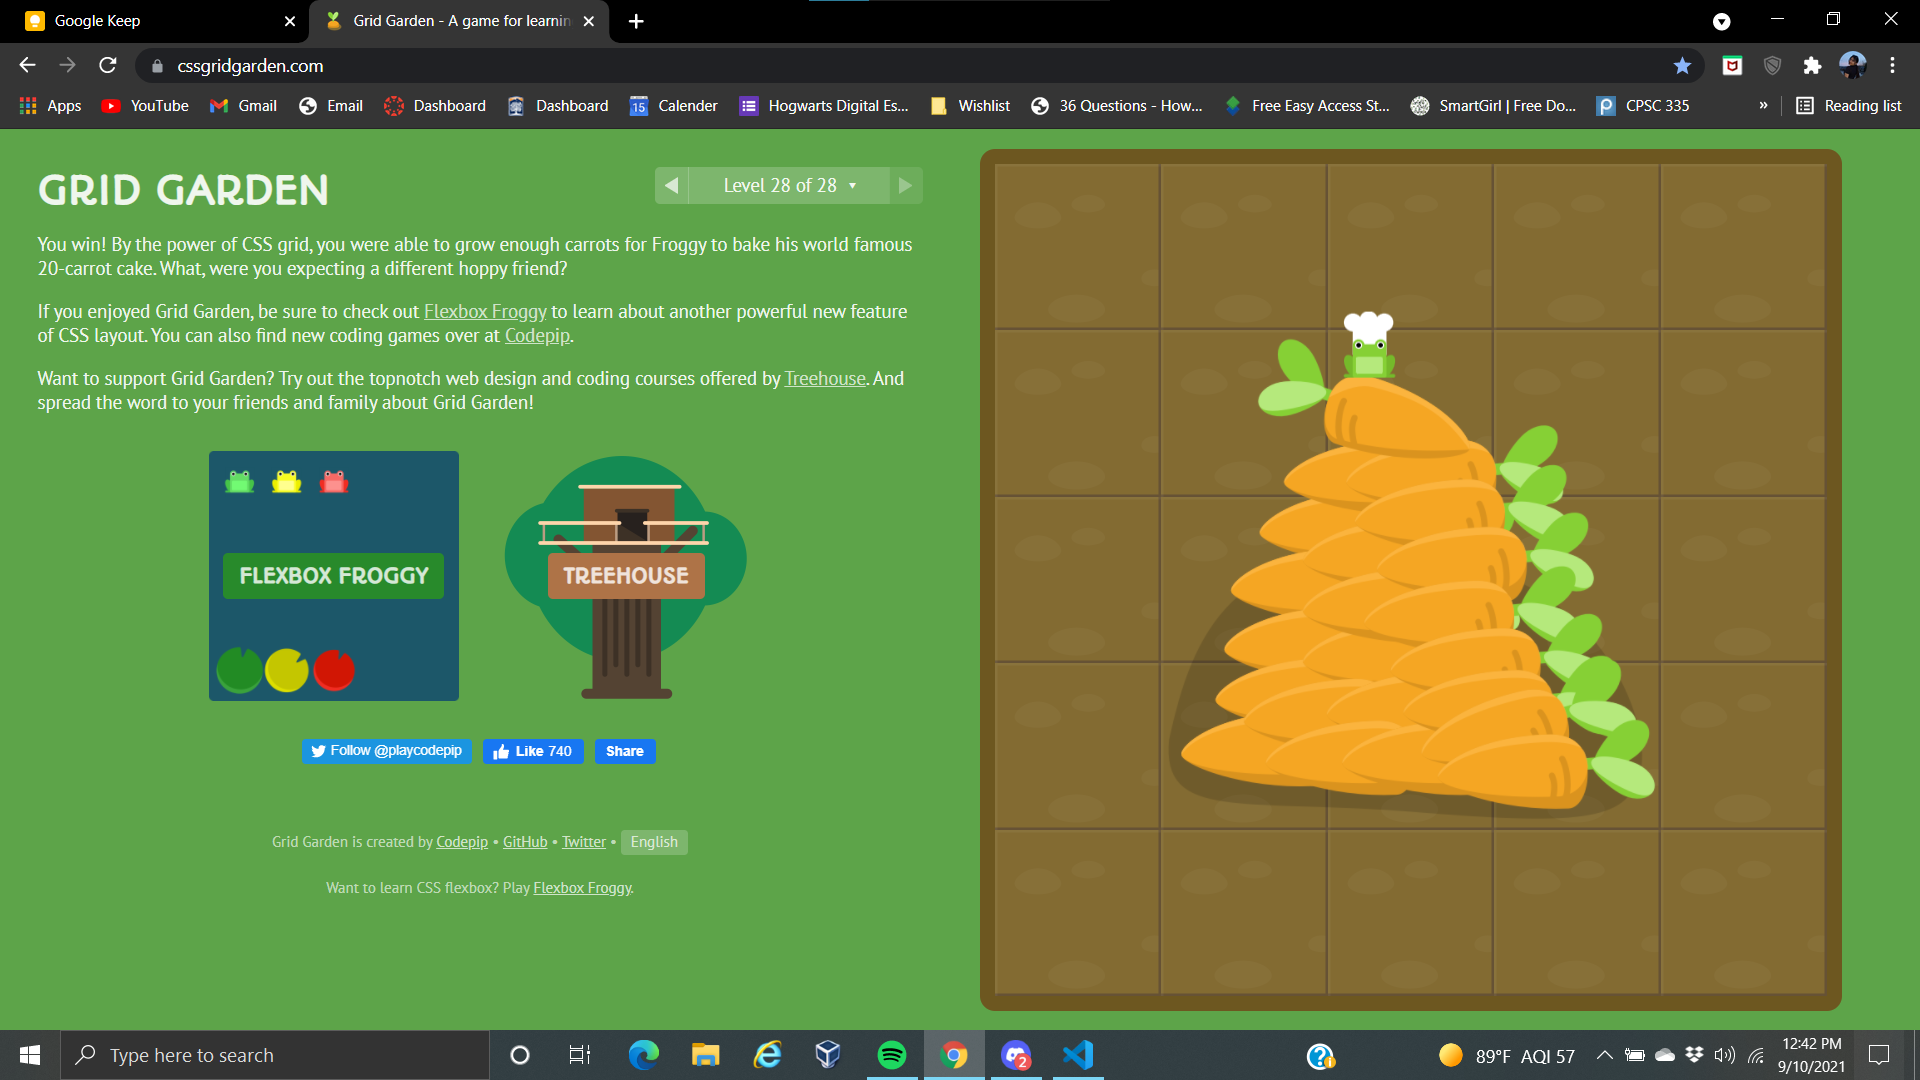 Google Keep
Grid Garden - A game for learnin
cssgridgarden.com
Apps YouTube Gmail Email Dashboard Dashboard 15 Calender Hogwarts Digital Es... Wishlist 36 Questions - How... Free Easy Access St... SmartGirl | Free Do... CPSC 335 » Reading list
GRID GARDEN
Level 28 of 28
You win! By the power of CSS grid, you were able to grow enough carrots for Froggy to bake his world famous
20-carrot cake. What, were you expecting a different hoppy friend?
If you enjoyed Grid Garden, be sure to check out Flexbox Froggy to learn about another powerful new feature
of CSS layout. You can also find new coding games over at Codepip.
Want to support Grid Garden? Try out the topnotch web design and coding courses offered by Treehouse. And
spread the word to your friends and family about Grid Garden!
FLEXBOX FROGGY
TREEHOUSE
Follow @playcodepip
Like 740
Share
Grid Garden is created by Codepip • GitHub • Twitter • English
Want to learn CSS flexbox? Play Flexbox Froggy.
Type here to search
2
89°F AQI 57
12:42 PM
9/10/2021